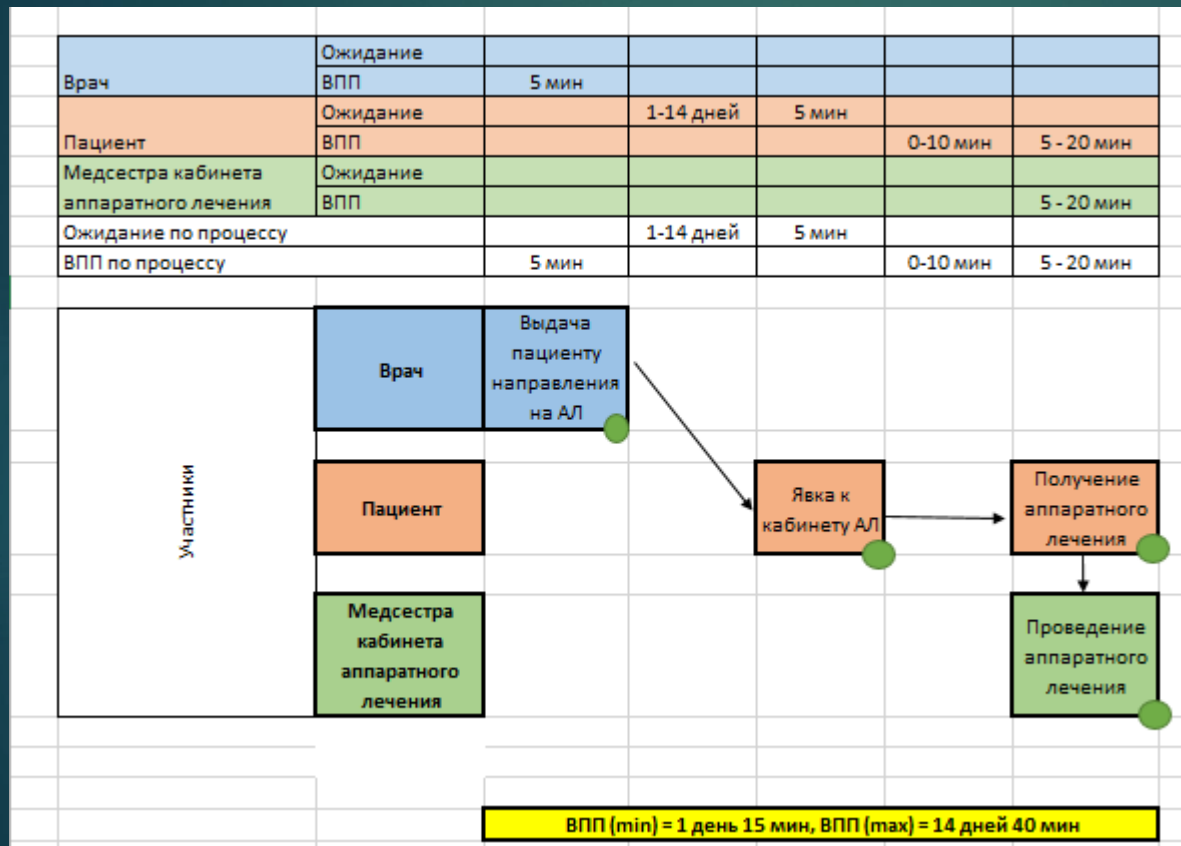 Ожидание
Врач ВПП 5 мин
Ожидание 1-14 дней 5 мин
Пациент ВПП 0-10 мин 5 - 20 мин
Медсестра кабинета Ожидание
аппаратного лечения ВПП 5 - 20 мин
Ожидание по процессу 1-14 дней 5 мин
ВПП по процессу 5 мин 0-10 мин 5 - 20 мин
Участники
Врач
Выдача
пациенту
направления
на АЛ
Пациент
Явка к
кабинету АЛ
Получение
аппаратного
лечения
Медсестра
кабинета
аппаратного
лечения
Проведение
аппаратного
лечения
ВПП (min) = 1 день 15 мин, ВПП (max) = 14 дней 40 мин